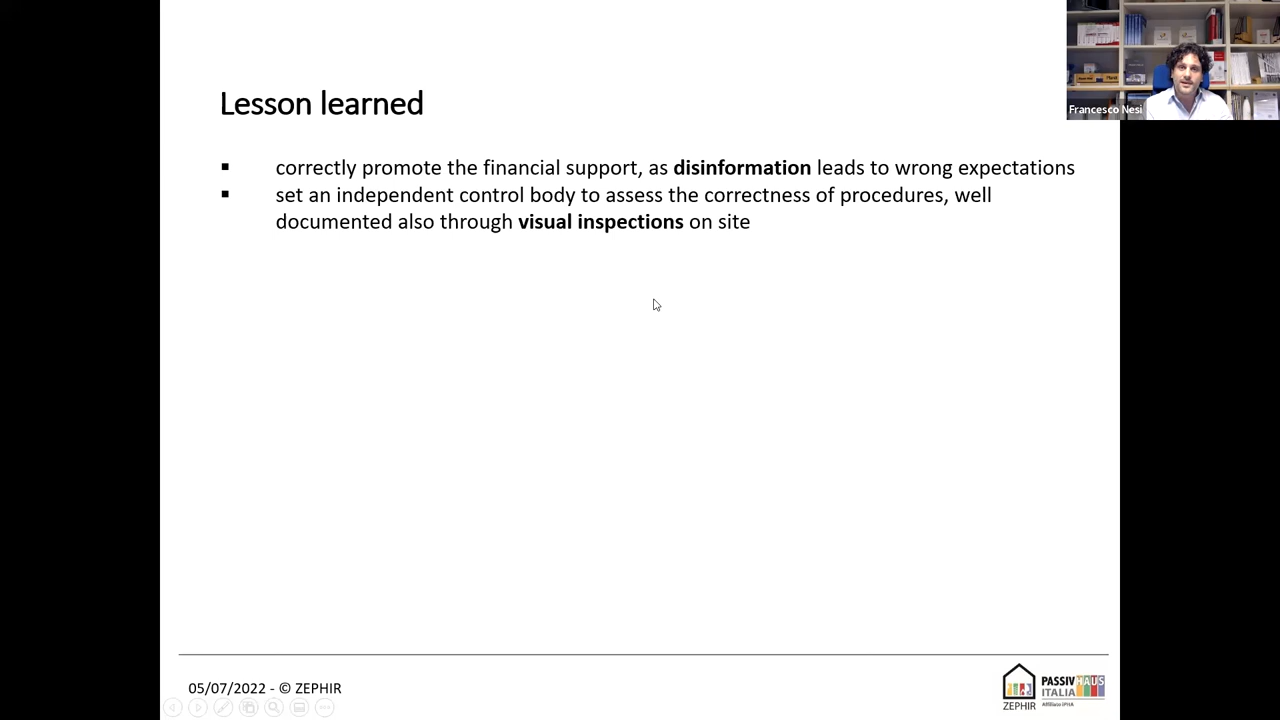 Lesson learned
Francesco Nesi
▪ correctly promote the financial support, as disinformation leads to wrong expectations
▪ set an independent control body to assess the correctness of procedures, well
documented also through visual inspections on site
05/07/2022 - © ZEPHIR
ZEPHIR
PASSIVHAUS
ITALIA
Affiliato iPHA